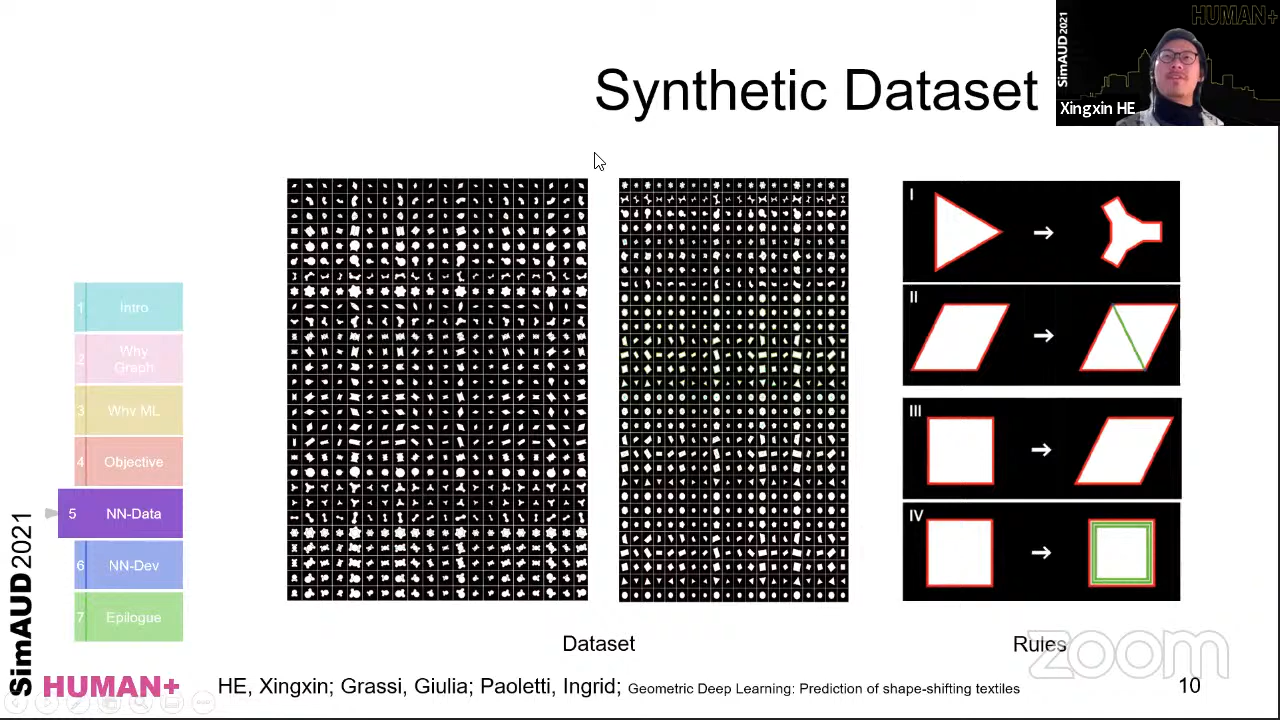 HUMAN+
SimAUD 2021
Xingxin HE
Synthetic Dataset
I
II
III
IV
1 Intro
2 Why
Graph
3 Why ML
4 Objective
5 NN-Data
6 NN-Dev
7 Epilogue
Dataset
Rules
zoom
SimAUD 2021
HUMAN+
HE, Xingxin; Grassi, Giulia; Paoletti, Ingrid; Geometric Deep Learning: Prediction of shape-shifting textiles
10